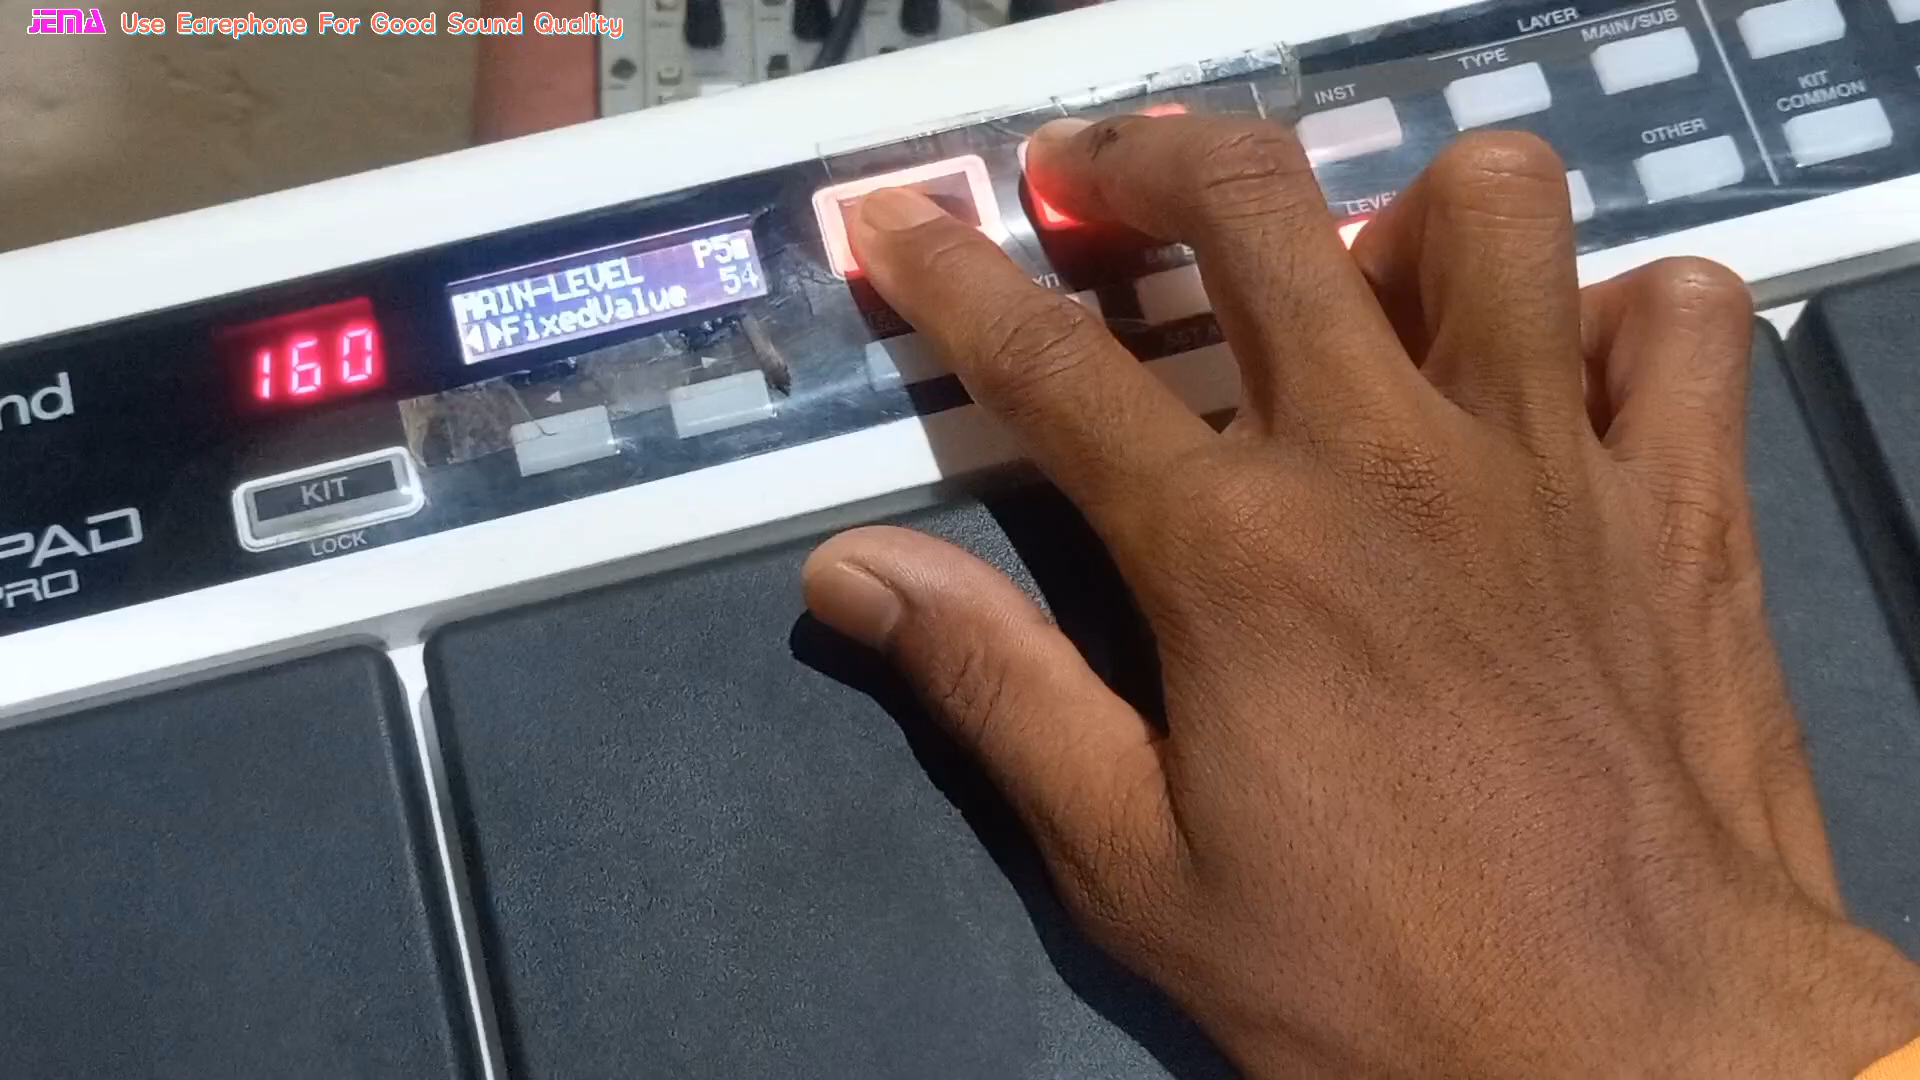 JEMA Use Earephone For Good Sound Quality
LAYER
MAIN/SUB
TYPE
INST
KIT
COMMON
OTHER
MAIN-LEVEL P5
FixedValue 54
160
nd
KIT
LOCK
PAD
PRO